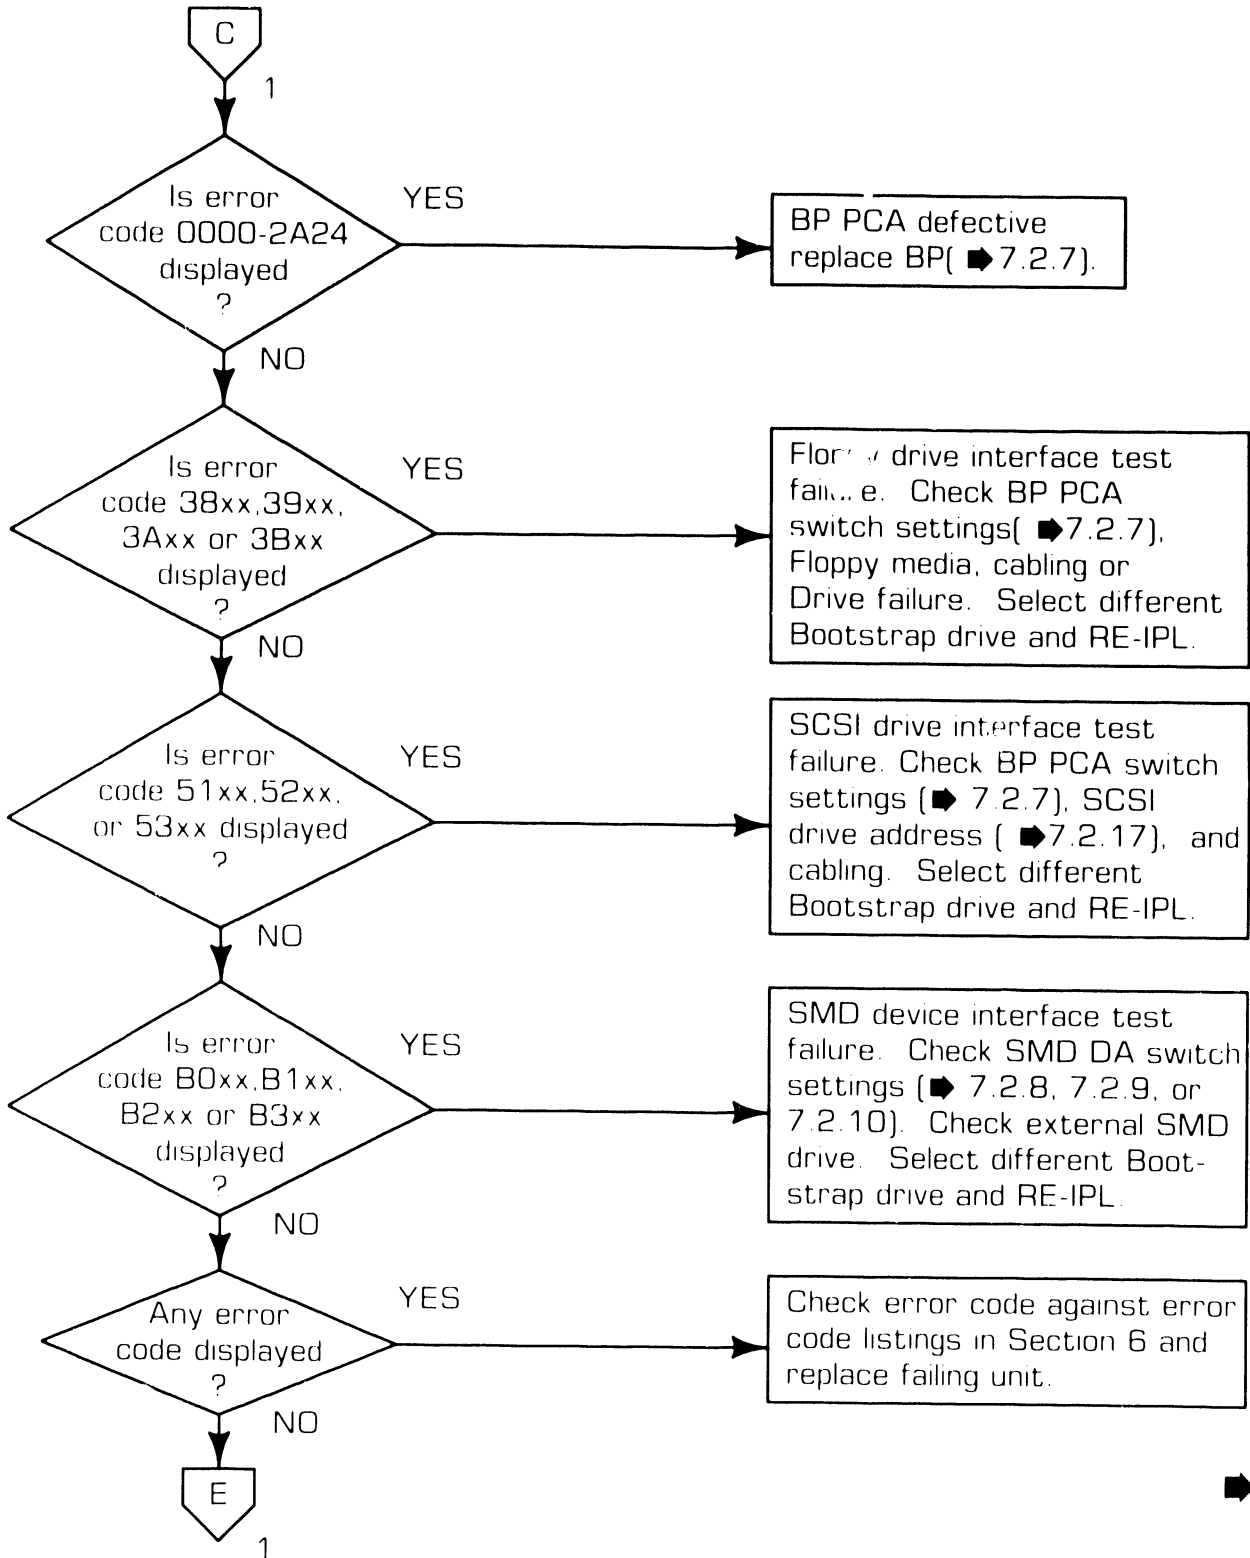 C
1
Is error
code 0000-2A24
displayed
?
YES
BP PCA defective
replace BP( ➡ 7.2.7).
NO
Is error
code 38xx,39xx,
3Axx or 3Bxx
displayed
?
YES
drive interface test
Check BP PCA
switch settings( ➡7.2.7),
Floppy media, cabling or
Drive failure. Select different
Bootstrap drive and RE-IPL.
NO
Is error
code 51xx,52xx,
or 53xx displayed
?
YES
SCSI drive interface test
failure. Check BP PCA switch
settings (➡ 7.2.7), SCSI
drive address ( ➡7.2.17), and
cabling. Select different
Bootstrap drive and RE-IPL.
NO
Is error
code B0xx,B1xx,
B2xx or B3xx
displayed
?
YES
SMD device interface test
failure. Check SMD DA switch
settings (➡ 7.2.8, 7.2.9, or
7.2.10). Check external SMD
drive. Select different Boot-
strap drive and RE-IPL.
NO
Any error
code displayed
?
YES
Check error code against error
code listings in Section 6 and
replace failing unit.
NO
E
1
➡